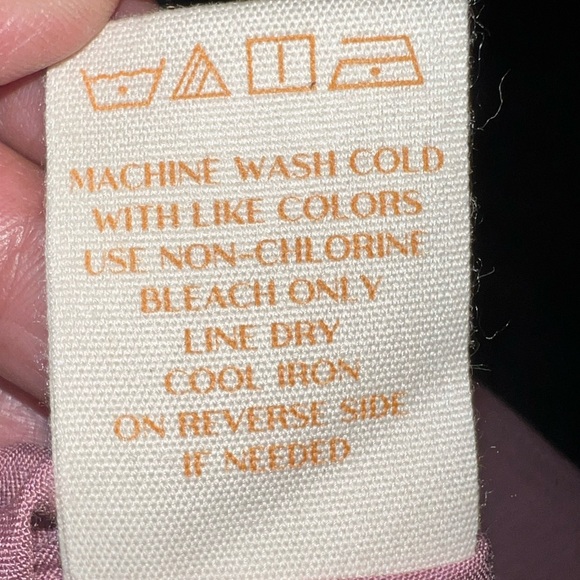 MACHINE WASH COLD
WITH LIKE COLORS
USE NON-CHLORINE
BLEACH ONLY
LINE DRY
COOL IRON
ON REVERSE SIDE
IF NEEDED